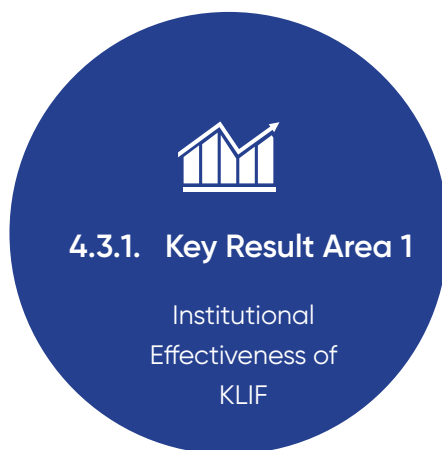 4.3.1. Key Result Area 1
Institutional
Effectiveness of
KLIF